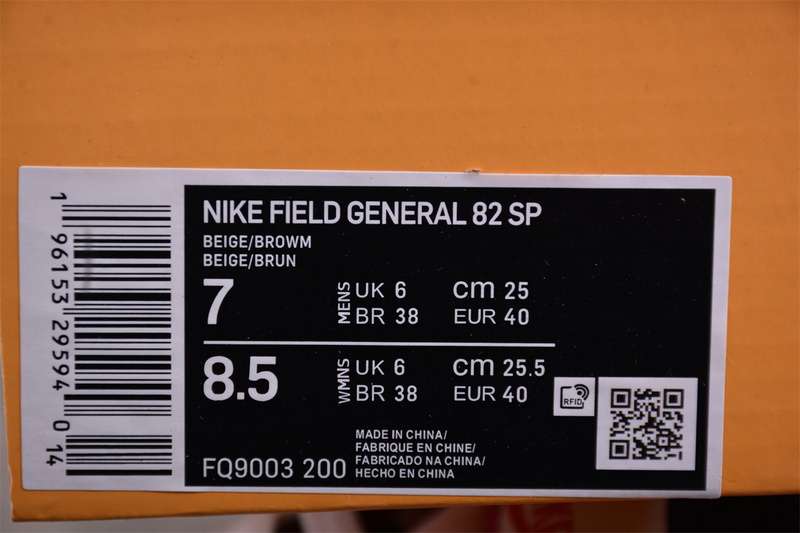 1 96153 29594 0 14
NIKE FIELD GENERAL 82 SP
BEIGE/BROWM
BEIGE/BRUN
7
MENS
UK 6 cm 25
BR 38 EUR 40
8.5
WMNS
UK 6 cm 25.5
BR 38 EUR 40
RFID
FQ9003 200
MADE IN CHINA/
FABRIQUE EN CHINE/
FABRICADO NA CHINA/
HECHO EN CHINA